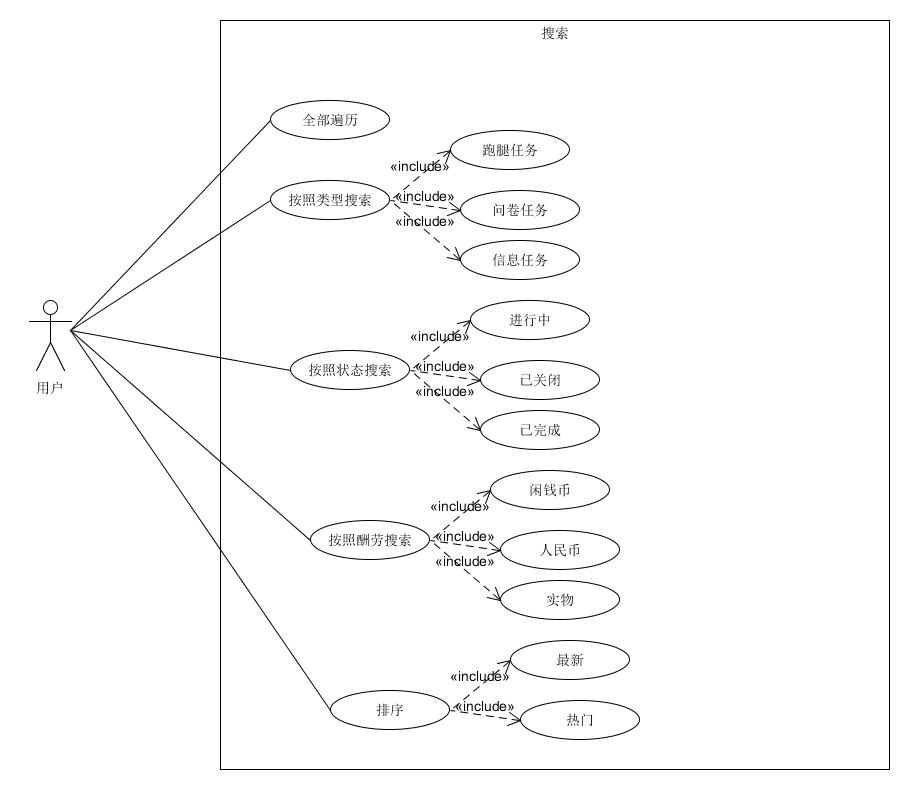 搜索
全部遍历
跑腿任务
«include»
按照类型搜索
«include»
问卷任务
«include»
信息任务
进行中
«include»
用户
按照状态搜索
«include»
已关闭
«include»
已完成
闲钱币
«include»
按照酬劳搜索
«include»
人民币
«include»
实物
最新
«include»
排序
«include»
热门